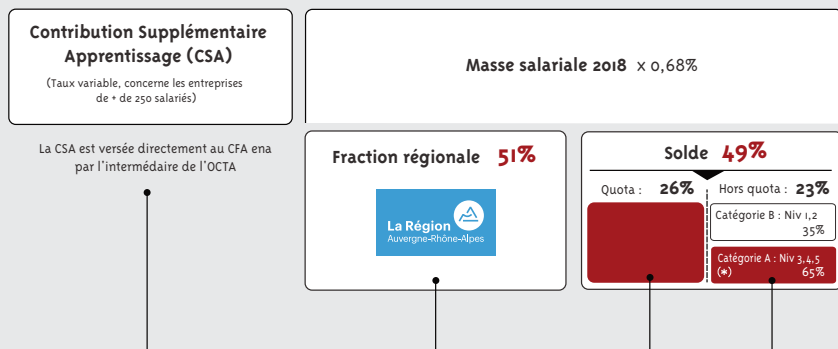 Contribution Supplémentaire
Apprentissage (CSA)
(Taux variable, concerne les entreprises
de + de 250 salariés)
Masse salariale 2018 x 0,68%
La CSA est versée directement au CFA ena
par l'intermédaire de l'OCTA
Fraction régionale 51%
La Région
Auvergne-Rhône-Alpes
Solde 49%
Quota : 26%
Hors quota : 23%
Catégorie B : Niv 1,2
35%
Catégorie A : Niv 3,4,5
(*) 65%